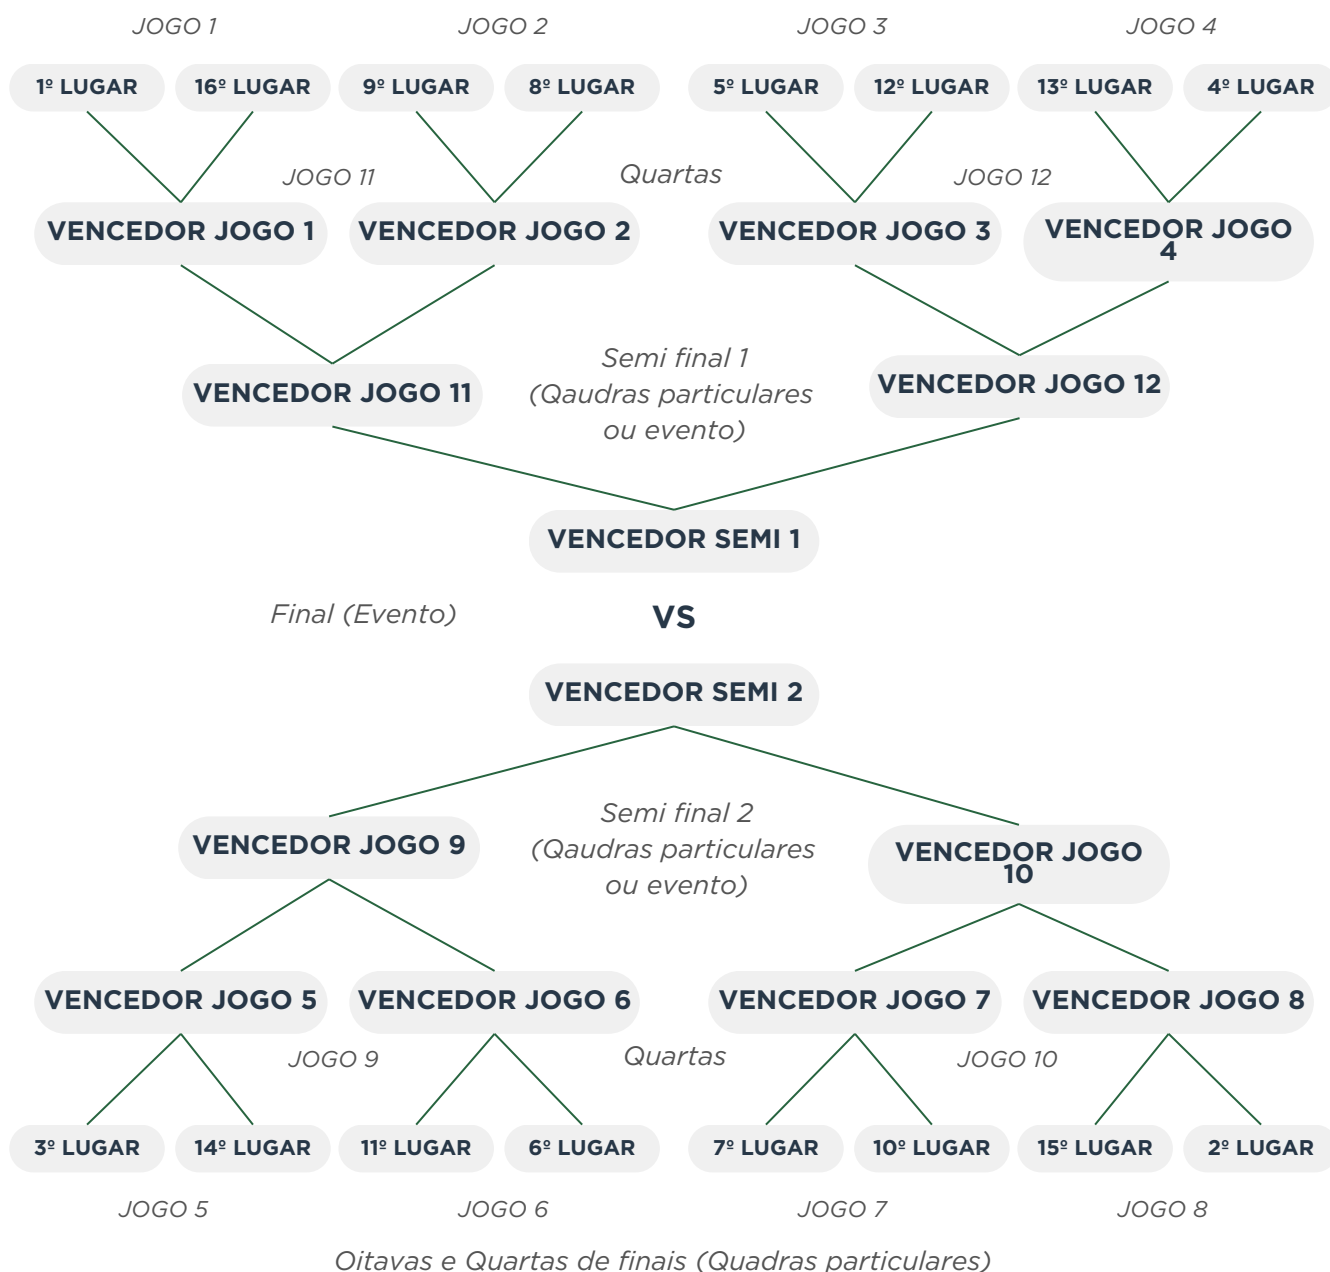 JOGO 1
JOGO 2
JOGO 3
JOGO 4
1º LUGAR
16º LUGAR
9º LUGAR
8º LUGAR
5º LUGAR
12º LUGAR
13º LUGAR
4º LUGAR
JOGO 11
Quartas
JOGO 12
VENCEDOR JOGO 1
VENCEDOR JOGO 2
VENCEDOR JOGO 3
VENCEDOR JOGO
4
VENCEDOR JOGO 11
Semi final 1
(Qaudras particulares
ou evento)
VENCEDOR JOGO 12
VENCEDOR SEMI 1
Final (Evento)
VS
VENCEDOR SEMI 2
VENCEDOR JOGO 9
Semi final 2
(Qaudras particulares
ou evento)
VENCEDOR JOGO
10
VENCEDOR JOGO 5
VENCEDOR JOGO 6
VENCEDOR JOGO 7
VENCEDOR JOGO 8
JOGO 9
Quartas
JOGO 10
3º LUGAR
14º LUGAR
11º LUGAR
6º LUGAR
7º LUGAR
10º LUGAR
15º LUGAR
2º LUGAR
JOGO 5
JOGO 6
JOGO 7
JOGO 8
Oitavas e Quartas de finais (Quadras particulares)